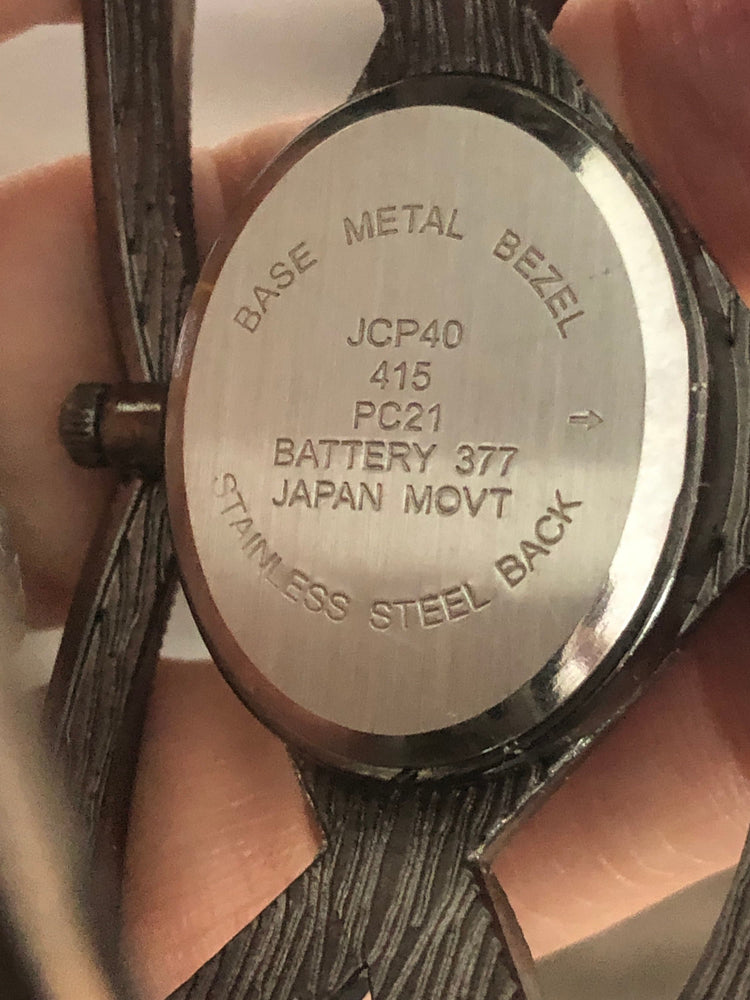 BASE METAL BEZEL
JCP40
415
PC21
BATTERY 377
JAPAN MOVT
STAINLESS STEEL BACK